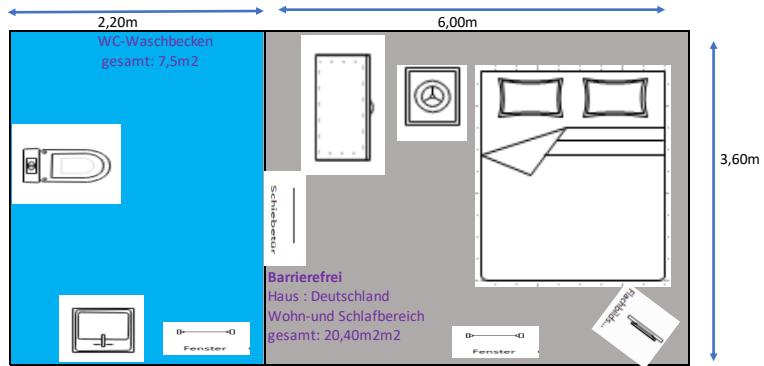 2,20m
6,00m
WC-Waschbecken
gesamt: 7,5m2
3,60m
Schiebetür
Barrierefrei
Haus : Deutschland
Wohn-und Schlafbereich
gesamt: 20,40m2m2
Flachbilds...
Fenster
Fenster